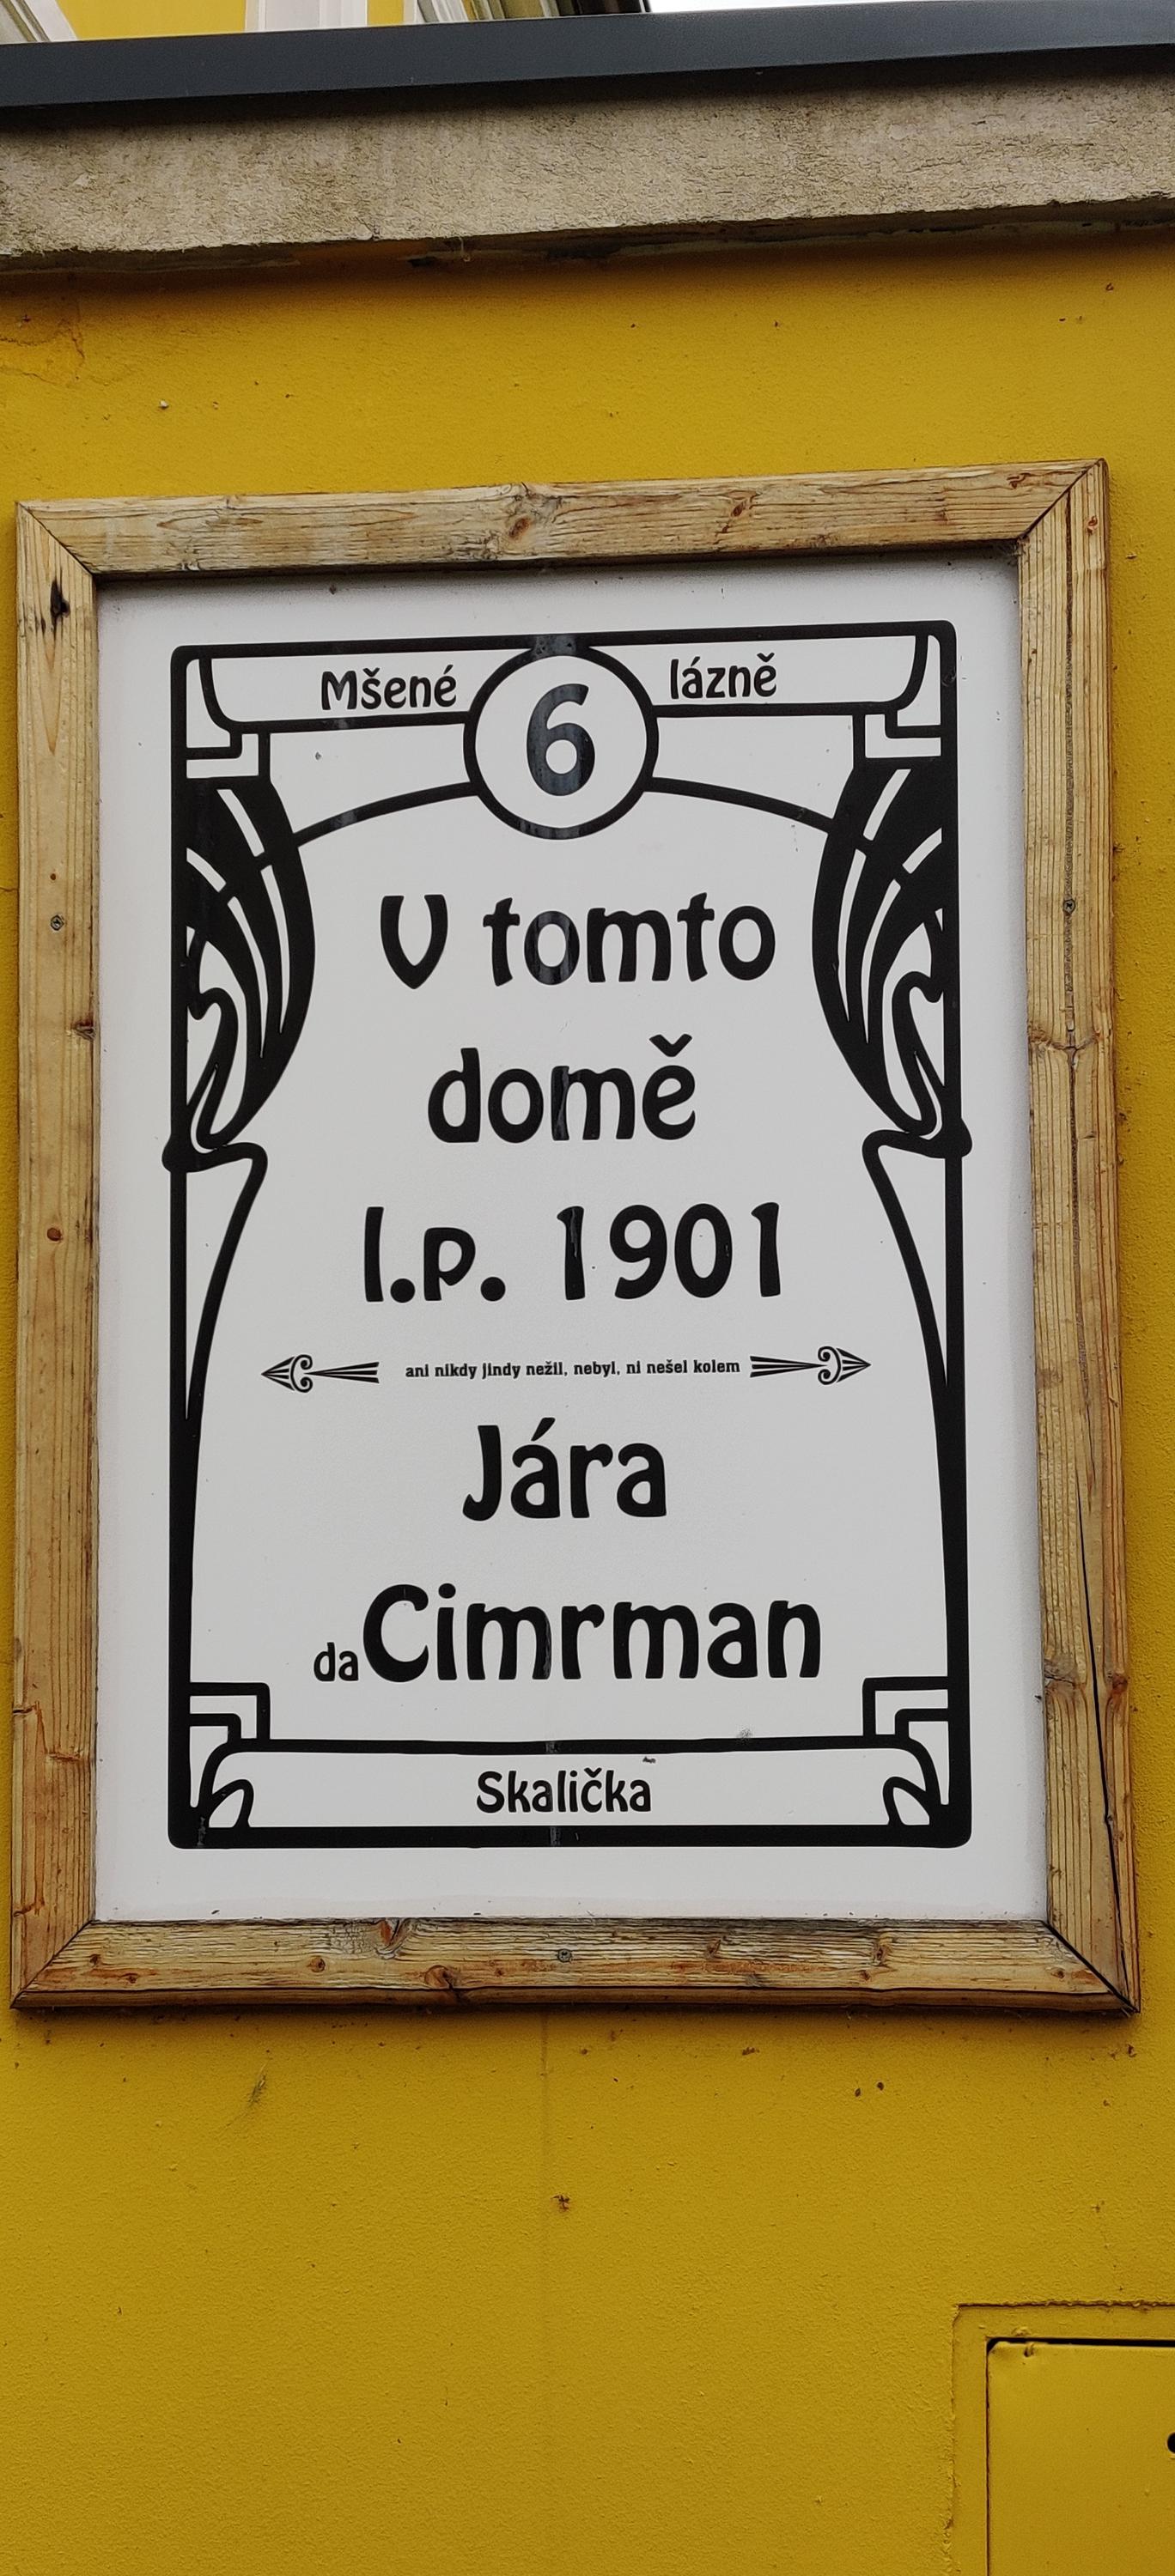 Mšené 6 lázně
V tomto
domě
l.p. 1901
ani nikdy jindy nežil, nebyl, ni nešel kolem
Jára
da Cimrman
Skalička